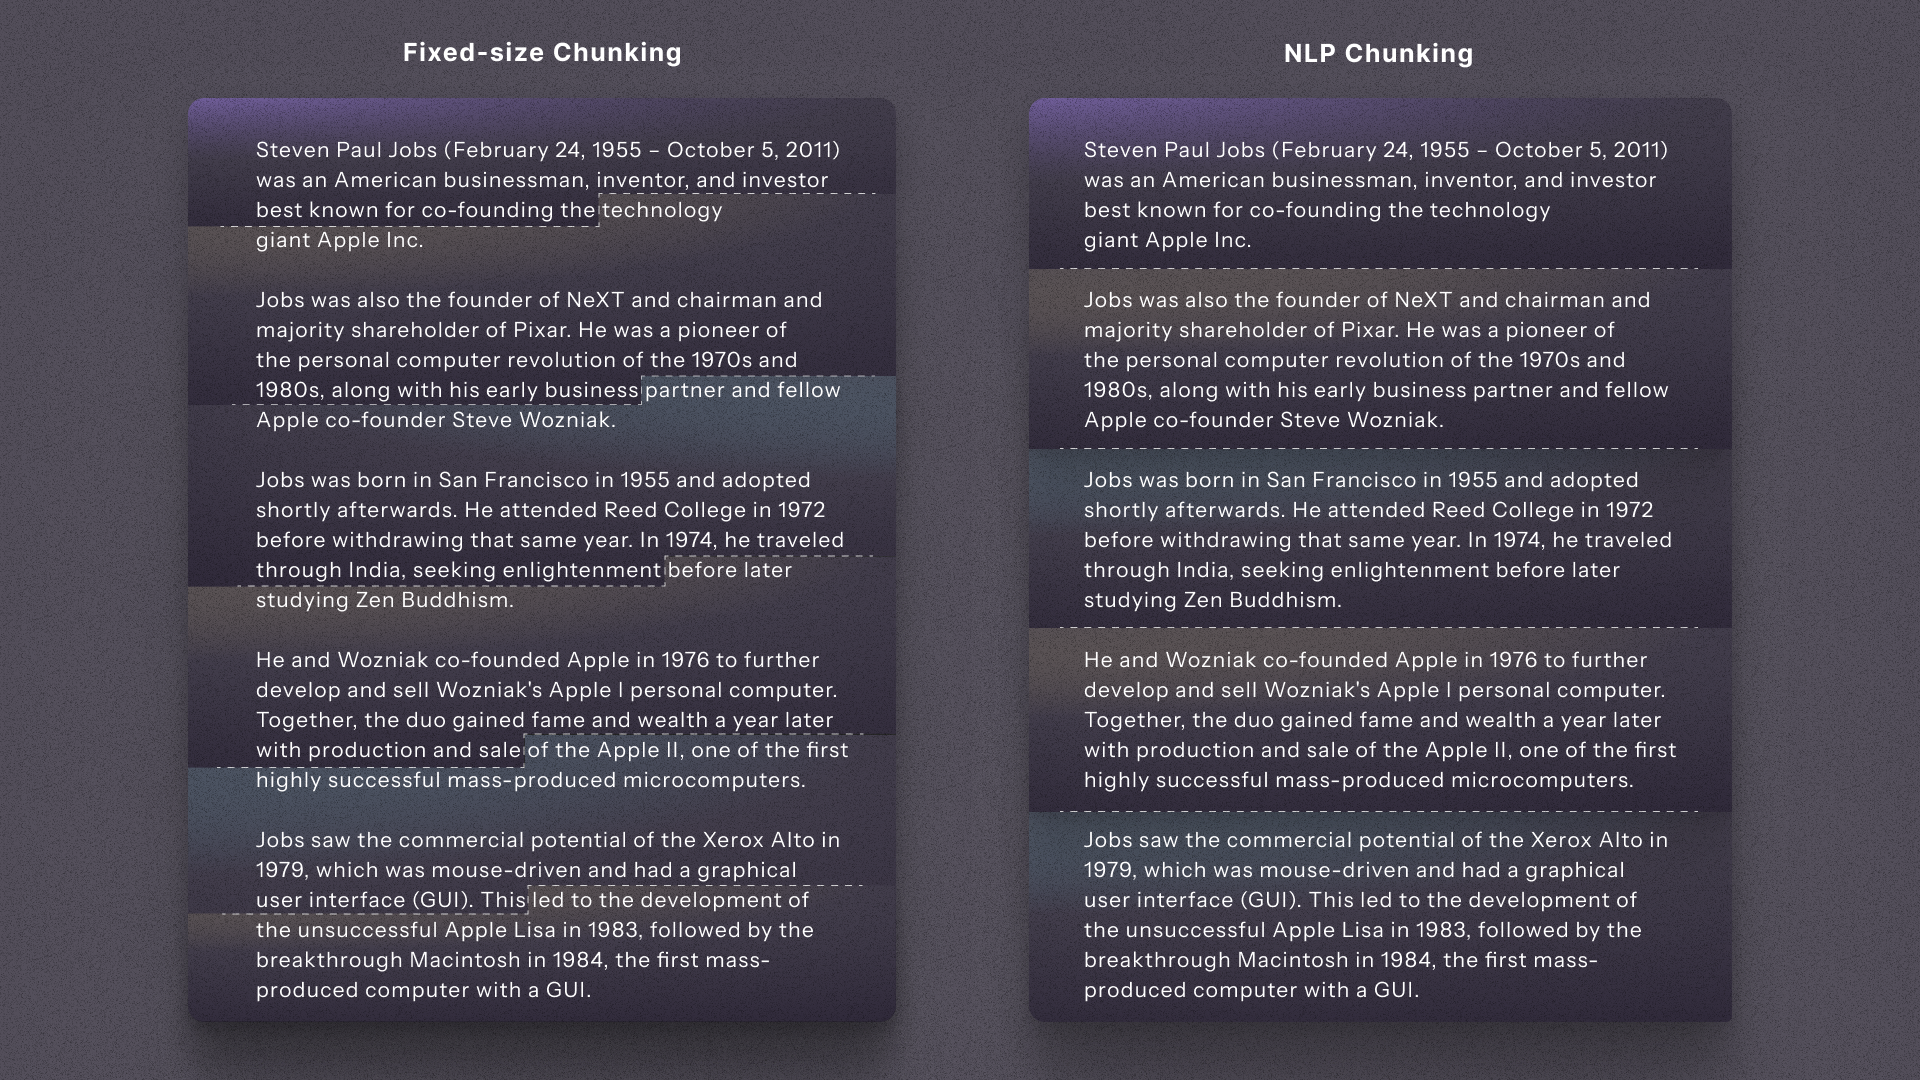 Fixed-size Chunking
Steven Paul Jobs (February 24, 1955 – October 5, 2011)
was an American businessman, inventor, and investor
best known for co-founding the technology
giant Apple Inc.
Jobs was also the founder of NeXT and chairman and
majority shareholder of Pixar. He was a pioneer of
the personal computer revolution of the 1970s and
1980s, along with his early business partner and fellow
Apple co-founder Steve Wozniak.
Jobs was born in San Francisco in 1955 and adopted
shortly afterwards. He attended Reed College in 1972
before withdrawing that same year. In 1974, he traveled
through India, seeking enlightenment before later
studying Zen Buddhism.
He and Wozniak co-founded Apple in 1976 to further
develop and sell Wozniak's Apple I personal computer.
Together, the duo gained fame and wealth a year later
with production and sale of the Apple II, one of the first
highly successful mass-produced microcomputers.
Jobs saw the commercial potential of the Xerox Alto in
1979, which was mouse-driven and had a graphical
user interface (GUI). This led to the development of
the unsuccessful Apple Lisa in 1983, followed by the
breakthrough Macintosh in 1984, the first mass-
produced computer with a GUI.
NLP Chunking
Steven Paul Jobs (February 24, 1955 – October 5, 2011)
was an American businessman, inventor, and investor
best known for co-founding the technology
giant Apple Inc.
Jobs was also the founder of NeXT and chairman and
majority shareholder of Pixar. He was a pioneer of
the personal computer revolution of the 1970s and
1980s, along with his early business partner and fellow
Apple co-founder Steve Wozniak.
Jobs was born in San Francisco in 1955 and adopted
shortly afterwards. He attended Reed College in 1972
before withdrawing that same year. In 1974, he traveled
through India, seeking enlightenment before later
studying Zen Buddhism.
He and Wozniak co-founded Apple in 1976 to further
develop and sell Wozniak's Apple I personal computer.
Together, the duo gained fame and wealth a year later
with production and sale of the Apple II, one of the first
highly successful mass-produced microcomputers.
Jobs saw the commercial potential of the Xerox Alto in
1979, which was mouse-driven and had a graphical
user interface (GUI). This led to the development of
the unsuccessful Apple Lisa in 1983, followed by the
breakthrough Macintosh in 1984, the first mass-
produced computer with a GUI.